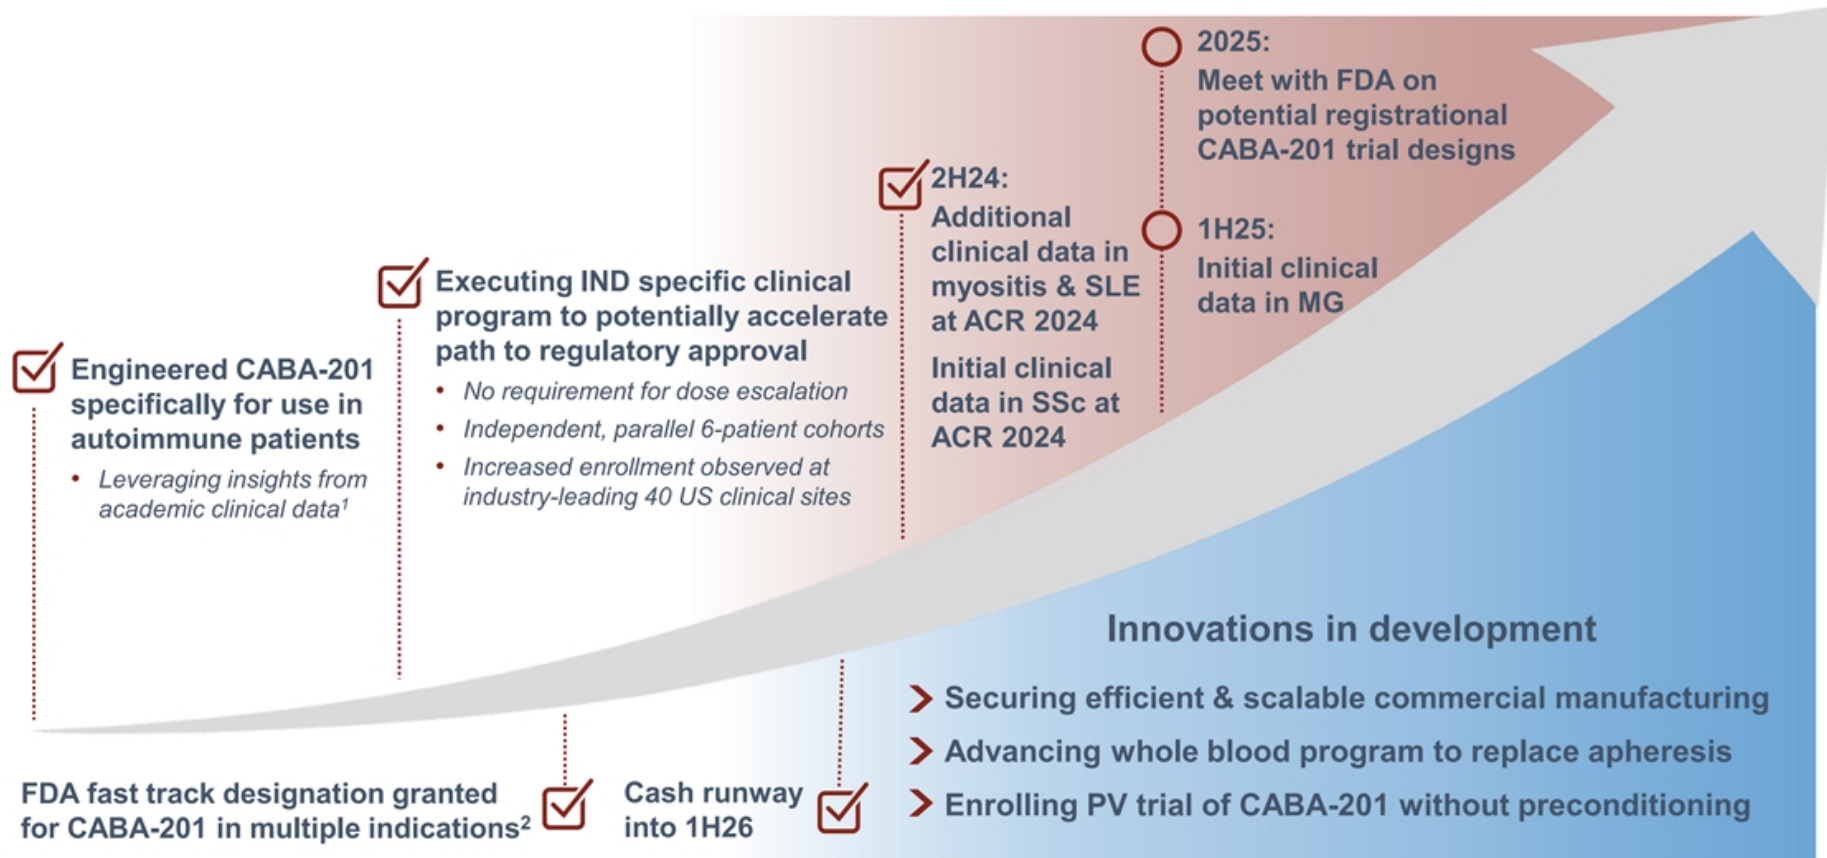 Engineered CABA-201
specifically for use in
autoimmune patients
• Leveraging insights from
academic clinical data¹
Executing IND specific clinical
program to potentially accelerate
path to regulatory approval
• No requirement for dose escalation
• Independent, parallel 6-patient cohorts
• Increased enrollment observed at
industry-leading 40 US clinical sites
2H24:
Additional
clinical data in
myositis & SLE
at ACR 2024
Initial clinical
data in SSc at
ACR 2024
2025:
Meet with FDA on
potential registrational
CABA-201 trial designs
1H25:
Initial clinical
data in MG
FDA fast track designation granted
for CABA-201 in multiple indications²
Cash runway
into 1H26
Innovations in development
Securing efficient & scalable commercial manufacturing
Advancing whole blood program to replace apheresis
Enrolling PV trial of CABA-201 without preconditioning